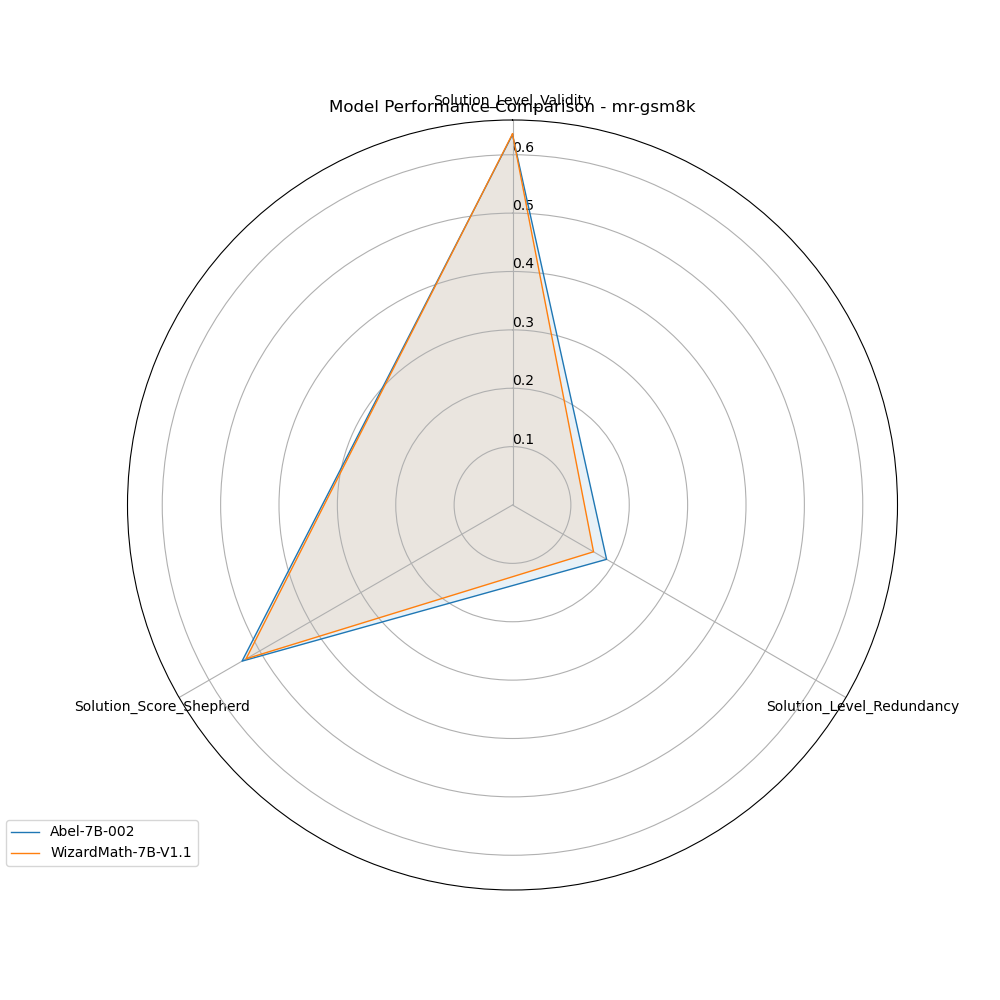 Solution_Level_Validity
Model Performance Comparison - mr-gsm8k
0.6
0.5
0.4
0.3
0.2
0.1
Solution_Score_Shepherd
Solution_Level_Redundancy
Abel-7B-002
WizardMath-7B-V1.1